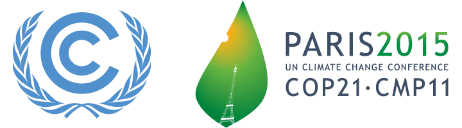 PARIS2015
UN CLIMATE CHANGE CONFERENCE
COP21·CMP11